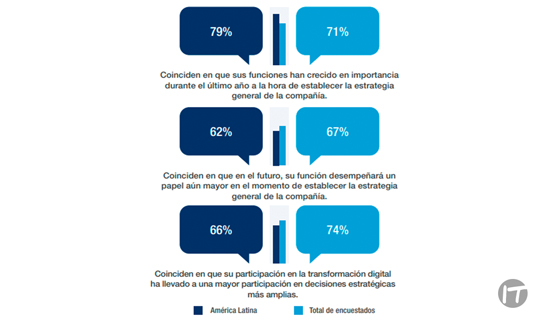 79%
71%
Coinciden en que sus funciones han crecido en importancia
durante el último año a la hora de establecer la estrategia
general de la compañía.
62%
67%
Coinciden en que en el futuro, su función desempeñará un
papel aún mayor en el momento de establecer la estrategia
general de la compañía.
66%
74%
Coinciden en que su participación en la transformación digital
ha llevado a una mayor participación en decisiones estratégicas
más amplias.
América Latina
Total de encuestados
IT